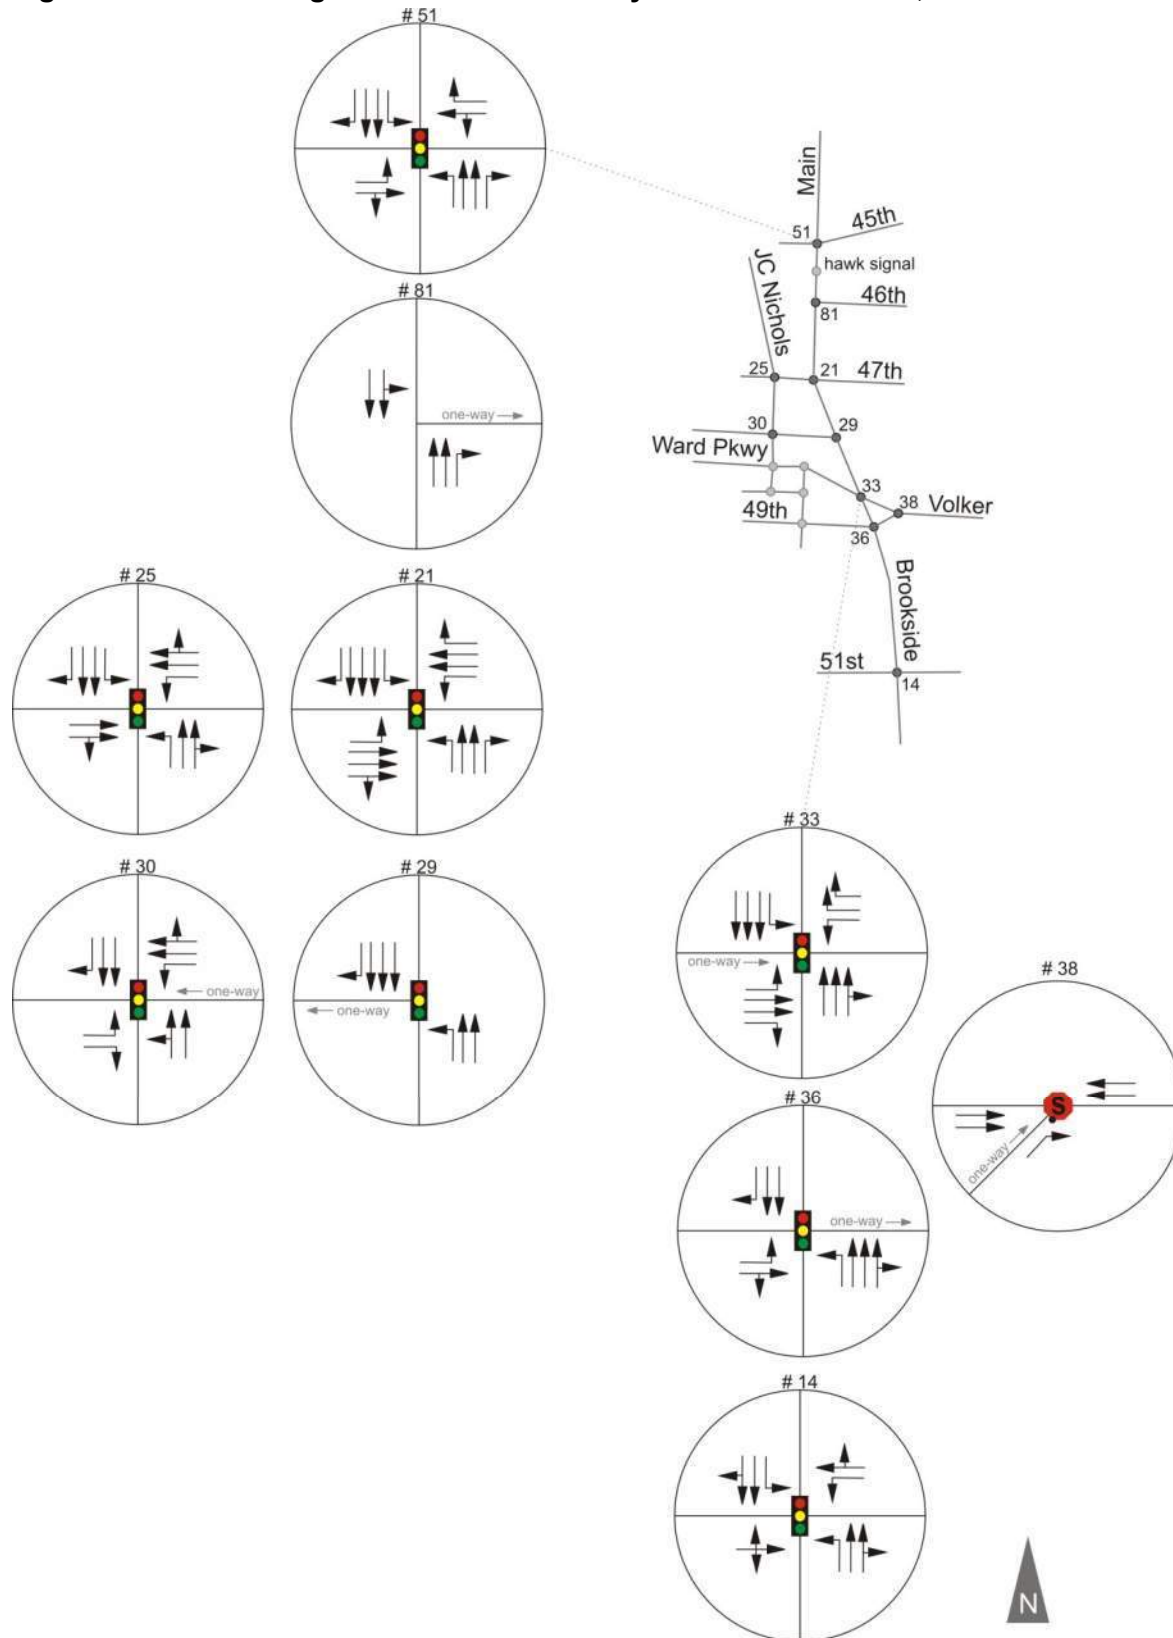 # 51
Main
51
45th
hawk signal
JC Nichols
# 81
46th
81
one-way
25
21
47th
30
29
Ward Pkwy
33
38
Volker
49th
36
# 25
# 21
Brookside
51st
14
# 33
# 30
# 29
one-way
one-way
one-way
# 38
S
one-way
# 36
one-way
# 14
N